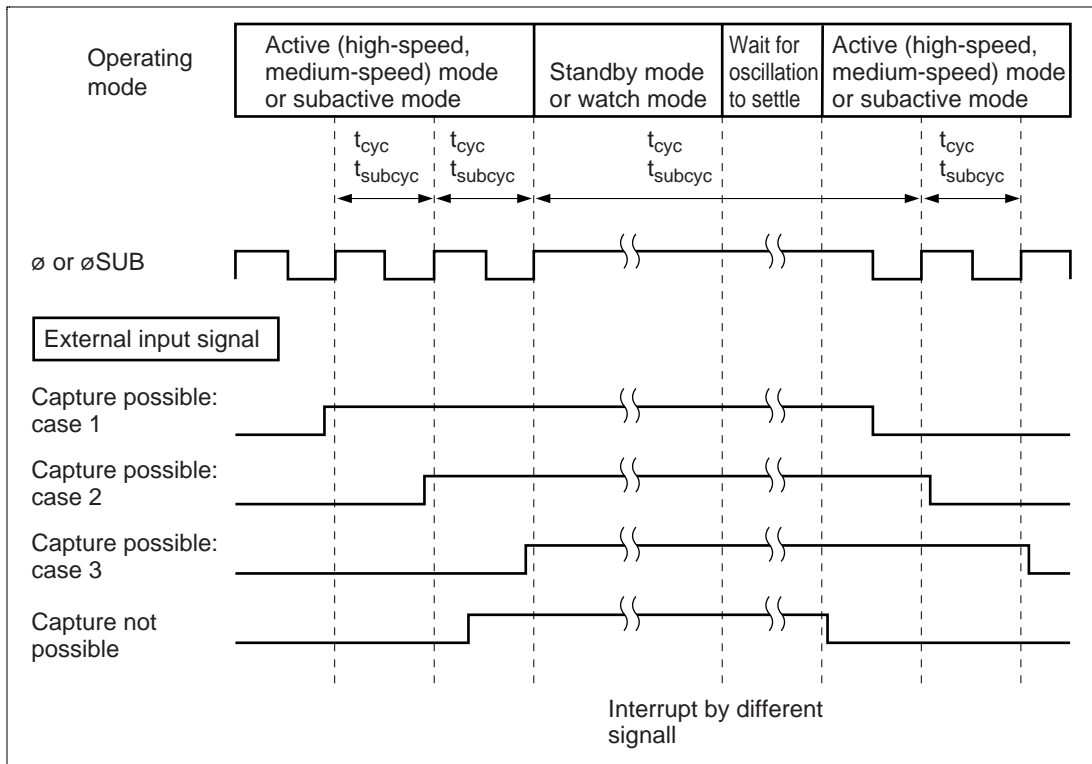 Operating
mode
Active (high-speed,
medium-speed) mode
or subactive mode
Standby mode
or watch mode
Wait for
oscillation
to settle
Active (high-speed,
medium-speed) mode
or subactive mode
tcyc
tsubcyc
tcyc
tsubcyc
tcyc
tsubcyc
tcyc
tsubcyc
ø or øSUB
External input signal
Capture possible:
case 1
Capture possible:
case 2
Capture possible:
case 3
Capture not
possible
Interrupt by different
signall